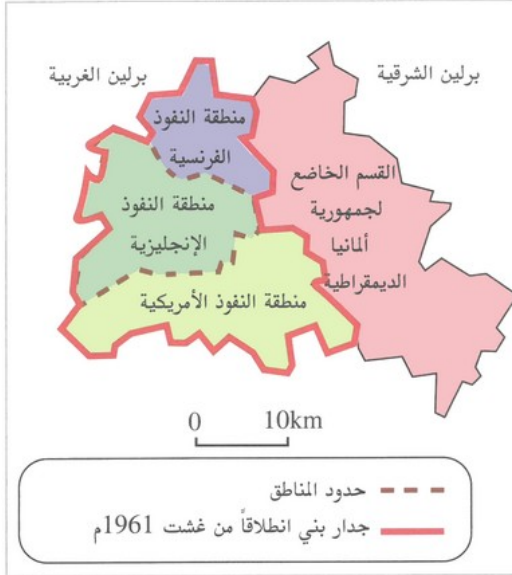 برلين الشرقية
برلين الغربية
منطقة النفوذ
الفرنسية
القسم الخاضع
لجمهورية
ألمانيا
الديمقراطية
منطقة النفوذ
الإنجليزية
منطقة النفوذ الأمريكية
0 10km
حدود المناطق
جدار بني انطلاقاً من غشت 1961م